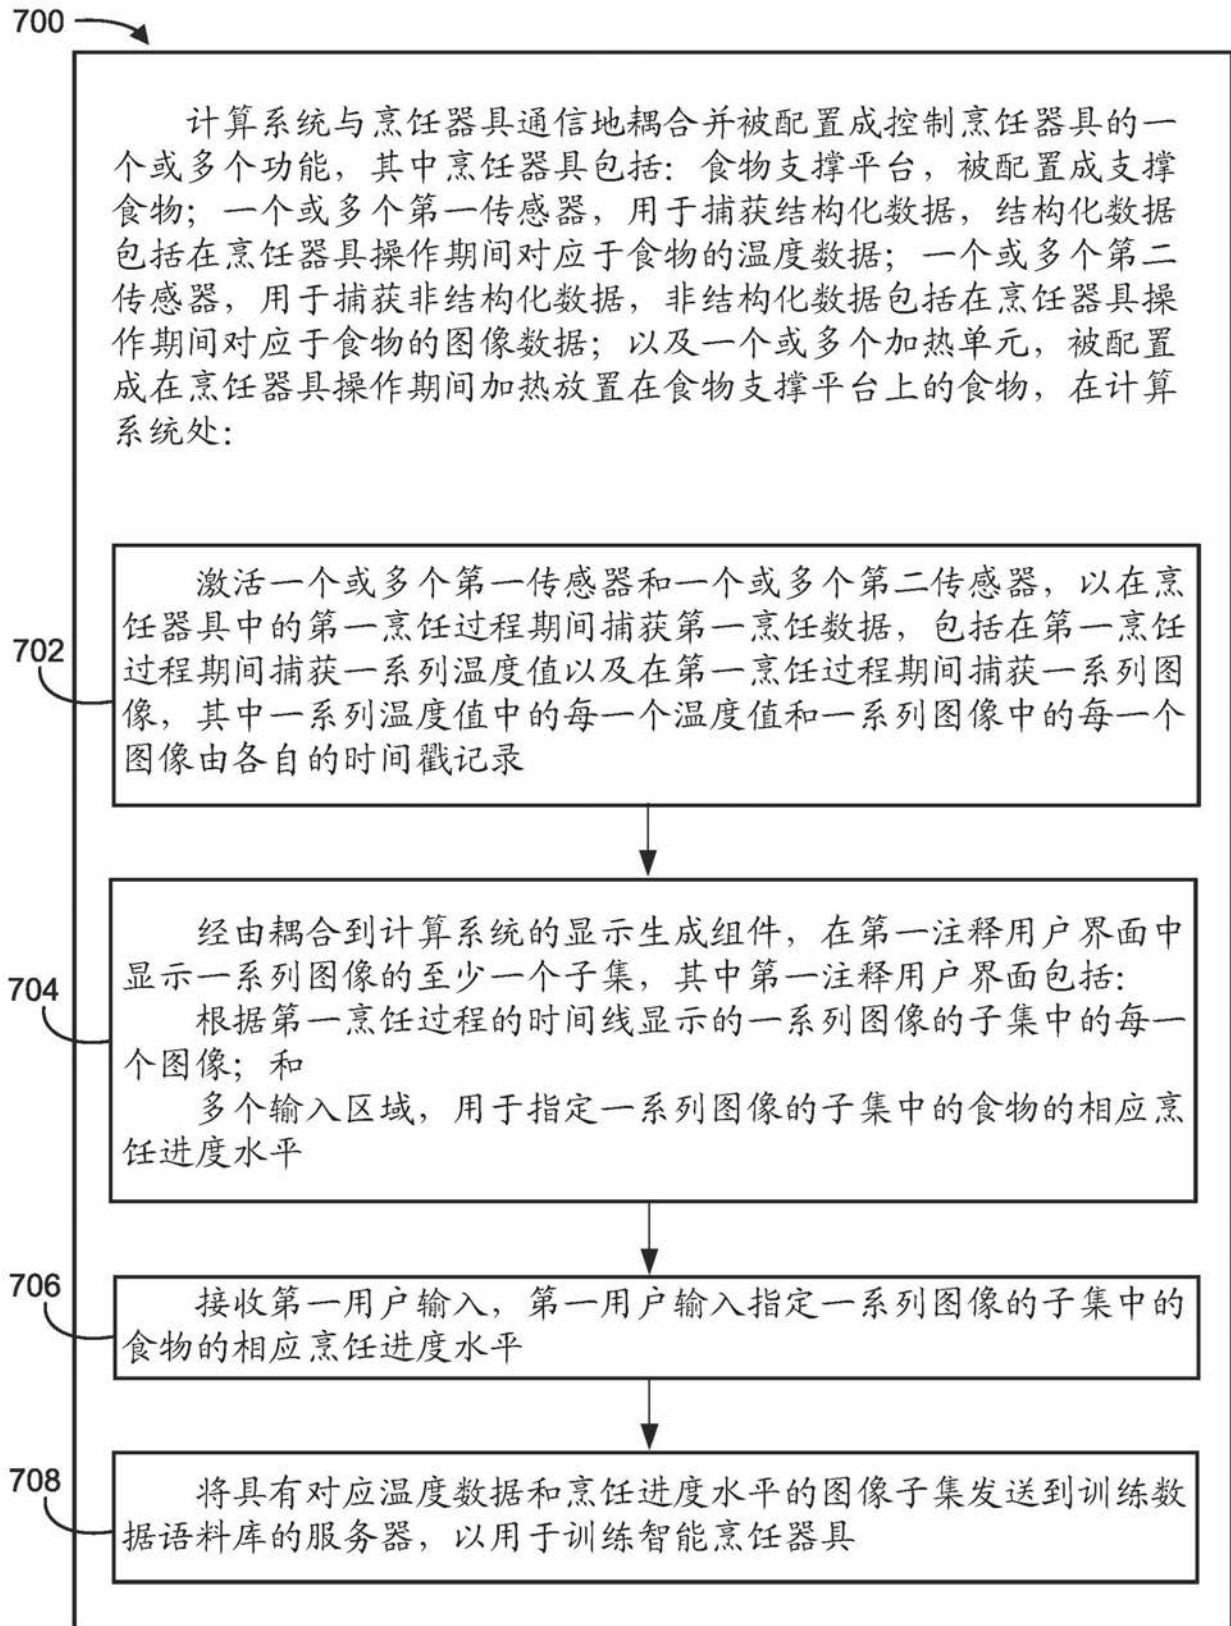 700
计算系统与烹饪器具通信地耦合并被配置成控制烹饪器具的一
个或多个功能，其中烹饪器具包括：食物支撑平台，被配置成支撑
食物；一个或多个第一传感器，用于捕获结构化数据，结构化数据
包括在烹饪器具操作期间对应于食物的温度数据；一个或多个第二
传感器，用于捕获非结构化数据，非结构化数据包括在烹饪器具操
作期间对应于食物的图像数据；以及一个或多个加热单元，被配置
成在烹饪器具操作期间加热放置在食物支撑平台上的食物，在计算
系统处：
702
激活一个或多个第一传感器和一个或多个第二传感器，以在烹
饪器具中的第一烹饪过程期间捕获第一烹饪数据，包括在第一烹饪
过程期间捕获一系列温度值以及在第一烹饪过程期间捕获一系列图
像，其中一系列温度值中的每一个温度值和一系列图像中的每一个
图像由各自的时间戳记录
704
经由耦合到计算系统的显示生成组件，在第一注释用户界面中
显示一系列图像的至少一个子集，其中第一注释用户界面包括：
根据第一烹饪过程的时间线显示的一系列图像的子集中的每一
个图像；和
多个输入区域，用于指定一系列图像的子集中的食物的相应烹
饪进度水平
706
接收第一用户输入，第一用户输入指定一系列图像的子集中的
食物的相应烹饪进度水平
708
将具有对应温度数据和烹饪进度水平的图像子集发送到训练数
据语料库的服务器，以用于训练智能烹饪器具